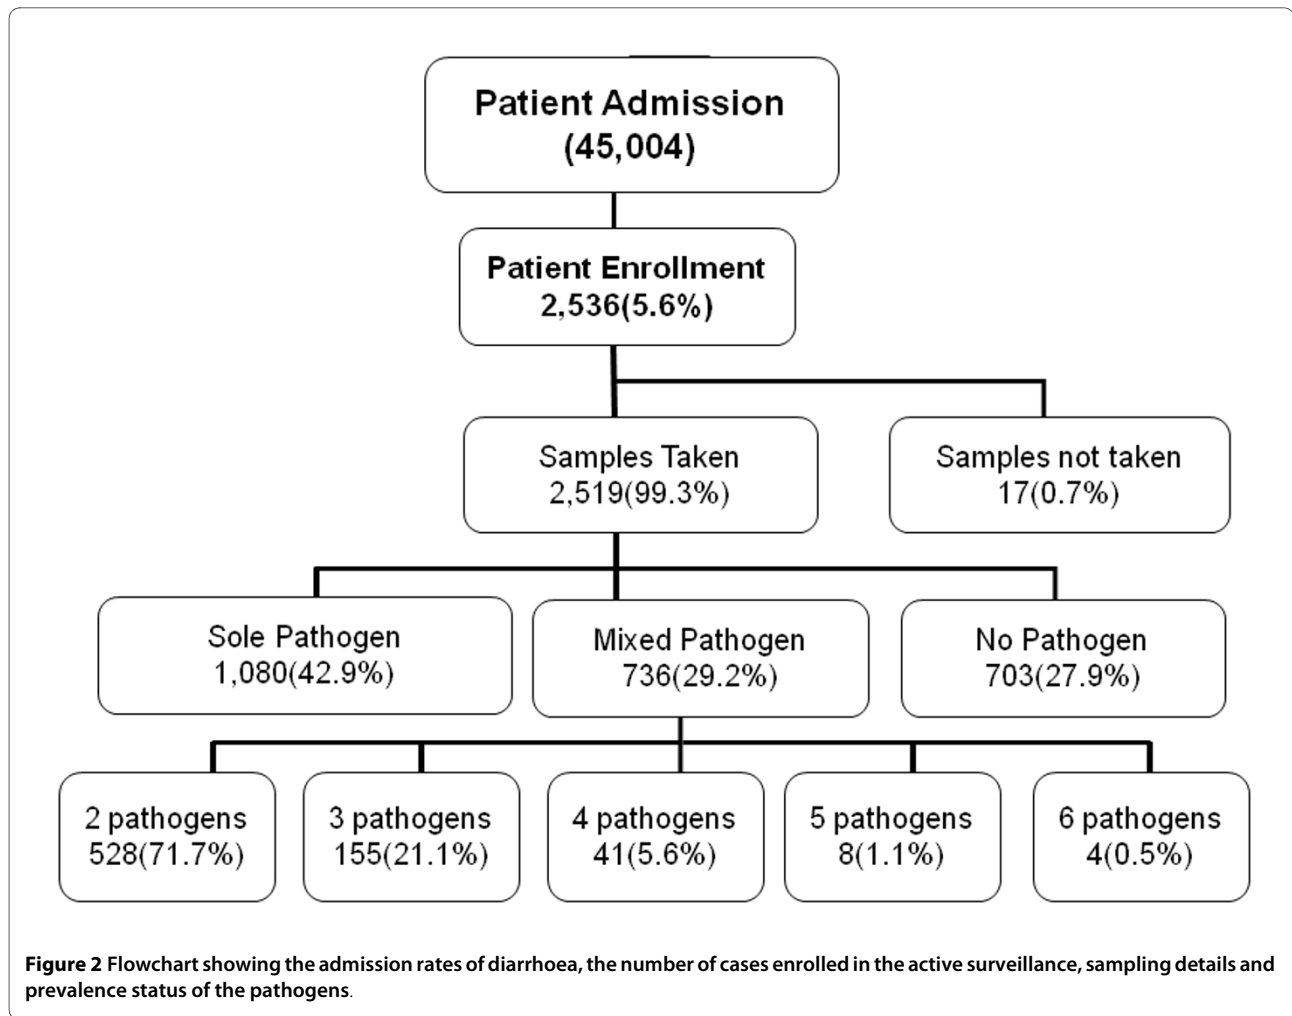 Patient Admission
(45,004)
Patient Enrollment
2,536(5.6%)
Samples Taken
2,519(99.3%)
Samples not taken
17(0.7%)
Sole Pathogen
1,080(42.9%)
Mixed Pathogen
736(29.2%)
No Pathogen
703(27.9%)
2 pathogens
528(71.7%)
3 pathogens
155(21.1%)
4 pathogens
41(5.6%)
5 pathogens
8(1.1%)
6 pathogens
4(0.5%)
Figure 2 Flowchart showing the admission rates of diarrhoea, the number of cases enrolled in the active surveillance, sampling details and
prevalence status of the pathogens.